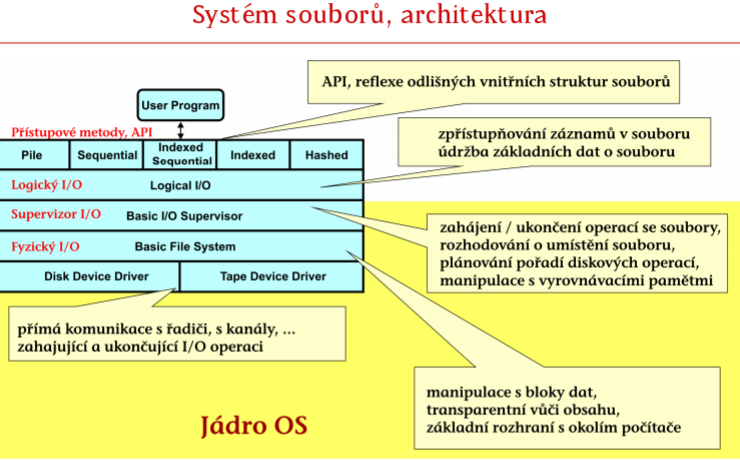 Systém souborů, architektura
API, reflexe odlišných vnitřních struktur souborů
User Program
Přístupové metody, API
Pile
Sequential
Indexed
Sequential
Indexed
Hashed
zpřístupňování záznamů v souboru
údržba základních dat o souboru
Logický I/O
Logical I/O
Supervizor I/O
Basic I/O Supervisor
Fyzický I/O
Basic File System
zahájení / ukončení operací se soubory,
rozhodování o umístění souboru,
plánování pořadí diskových operací,
manipulace s vyrovnávacími pamětmi
Disk Device Driver
Tape Device Driver
přímá komunikace s řadiči, s kanály, ...
zahajující a ukončující I/O operaci
manipulace s bloky dat,
transparentní vůči obsahu,
základní rozhraní s okolím počítače
Jádro OS